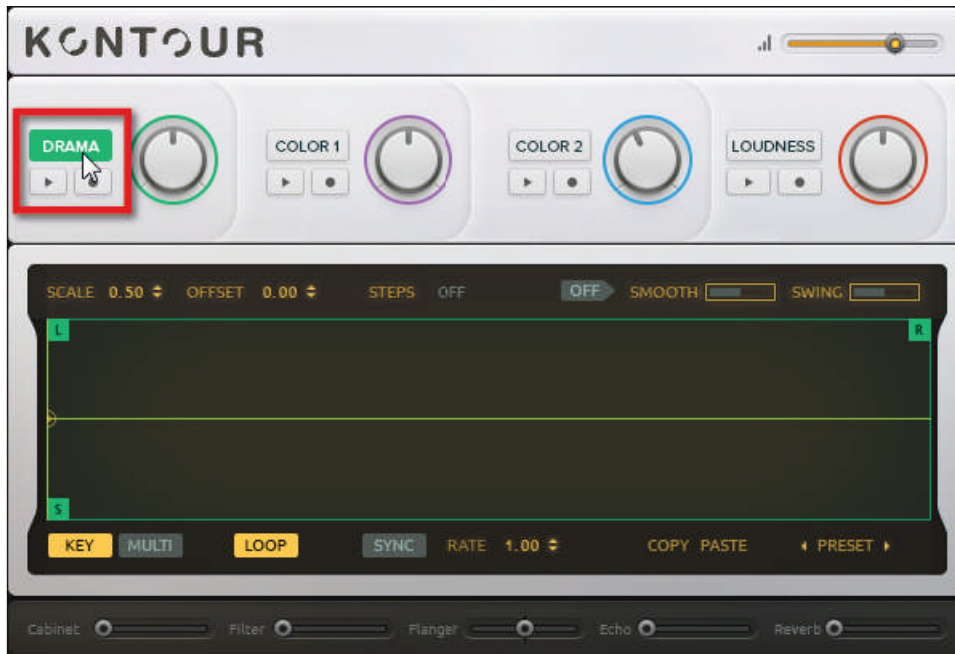 KONTOUR
DRAMA
COLOR 1
COLOR 2
LOUDNESS
SCALE 0.50 OFFSET 0.00 STEPS OFF OFF SMOOTH SWING
L
R
S
KEY MULTI LOOP SYNC RATE 1.00 COPY PASTE PRESET
Cabinet Filter Flanger Echo Reverb